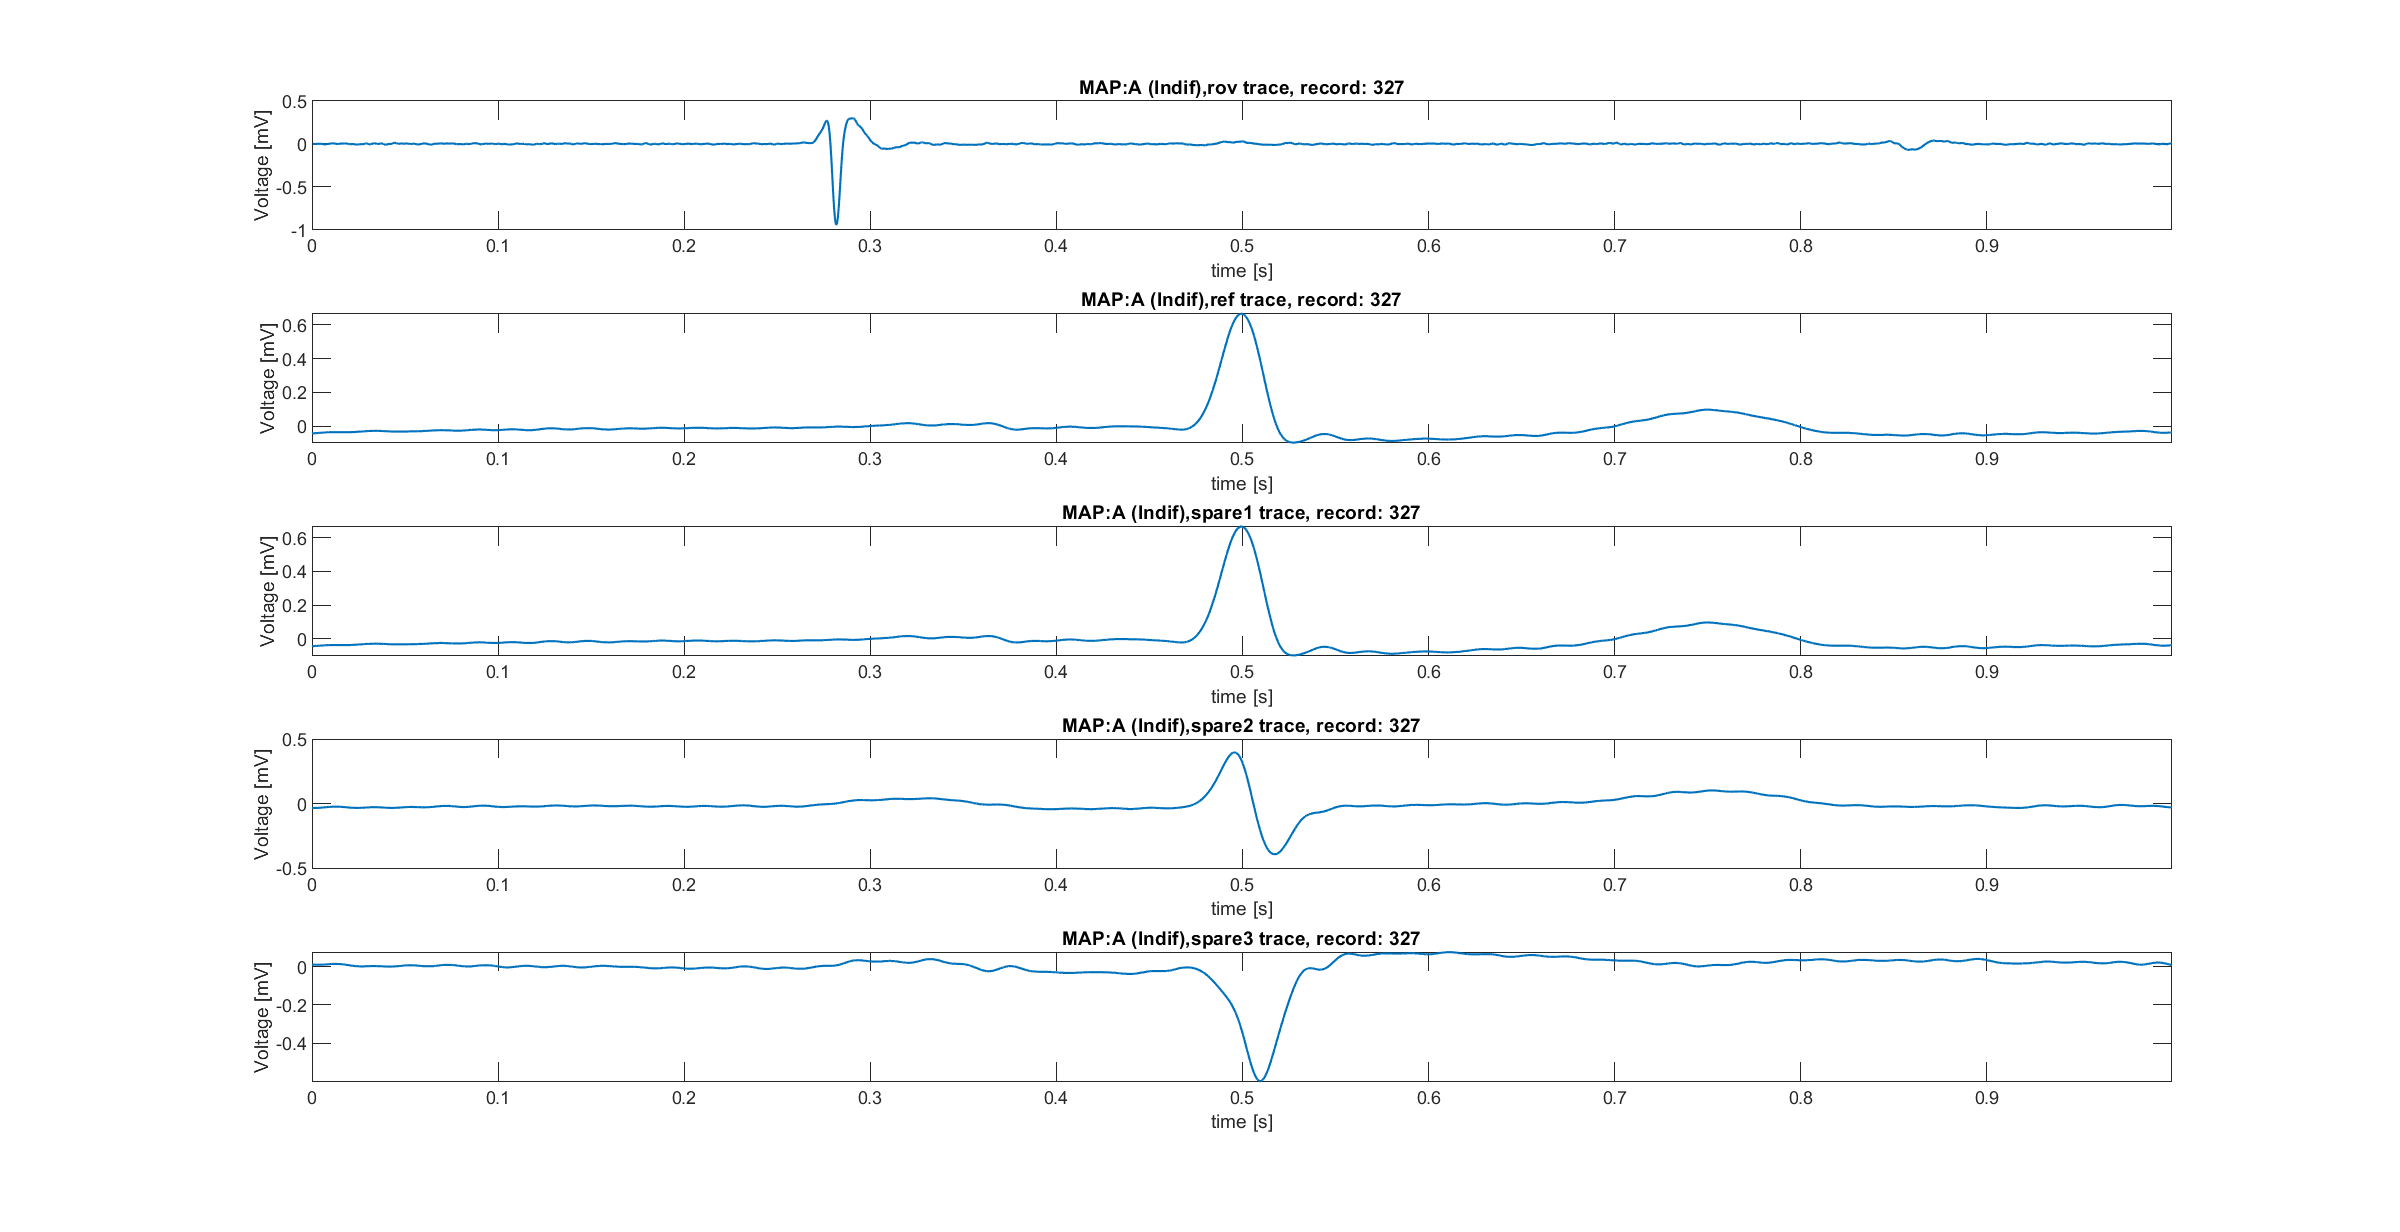 MAP:A (Indif),rov trace, record: 327
Voltage [mV]
0.5
0
-0.5
-1
0 0.1 0.2 0.3 0.4 0.5 0.6 0.7 0.8 0.9
time [s]
MAP:A (Indif),ref trace, record: 327
Voltage [mV]
0.6
0.4
0.2
0
0 0.1 0.2 0.3 0.4 0.5 0.6 0.7 0.8 0.9
time [s]
MAP:A (Indif),spare1 trace, record: 327
Voltage [mV]
0.6
0.4
0.2
0
0 0.1 0.2 0.3 0.4 0.5 0.6 0.7 0.8 0.9
time [s]
MAP:A (Indif),spare2 trace, record: 327
Voltage [mV]
0.5
0
-0.5
0 0.1 0.2 0.3 0.4 0.5 0.6 0.7 0.8 0.9
time [s]
MAP:A (Indif),spare3 trace, record: 327
Voltage [mV]
0
-0.2
-0.4
0 0.1 0.2 0.3 0.4 0.5 0.6 0.7 0.8 0.9
time [s]